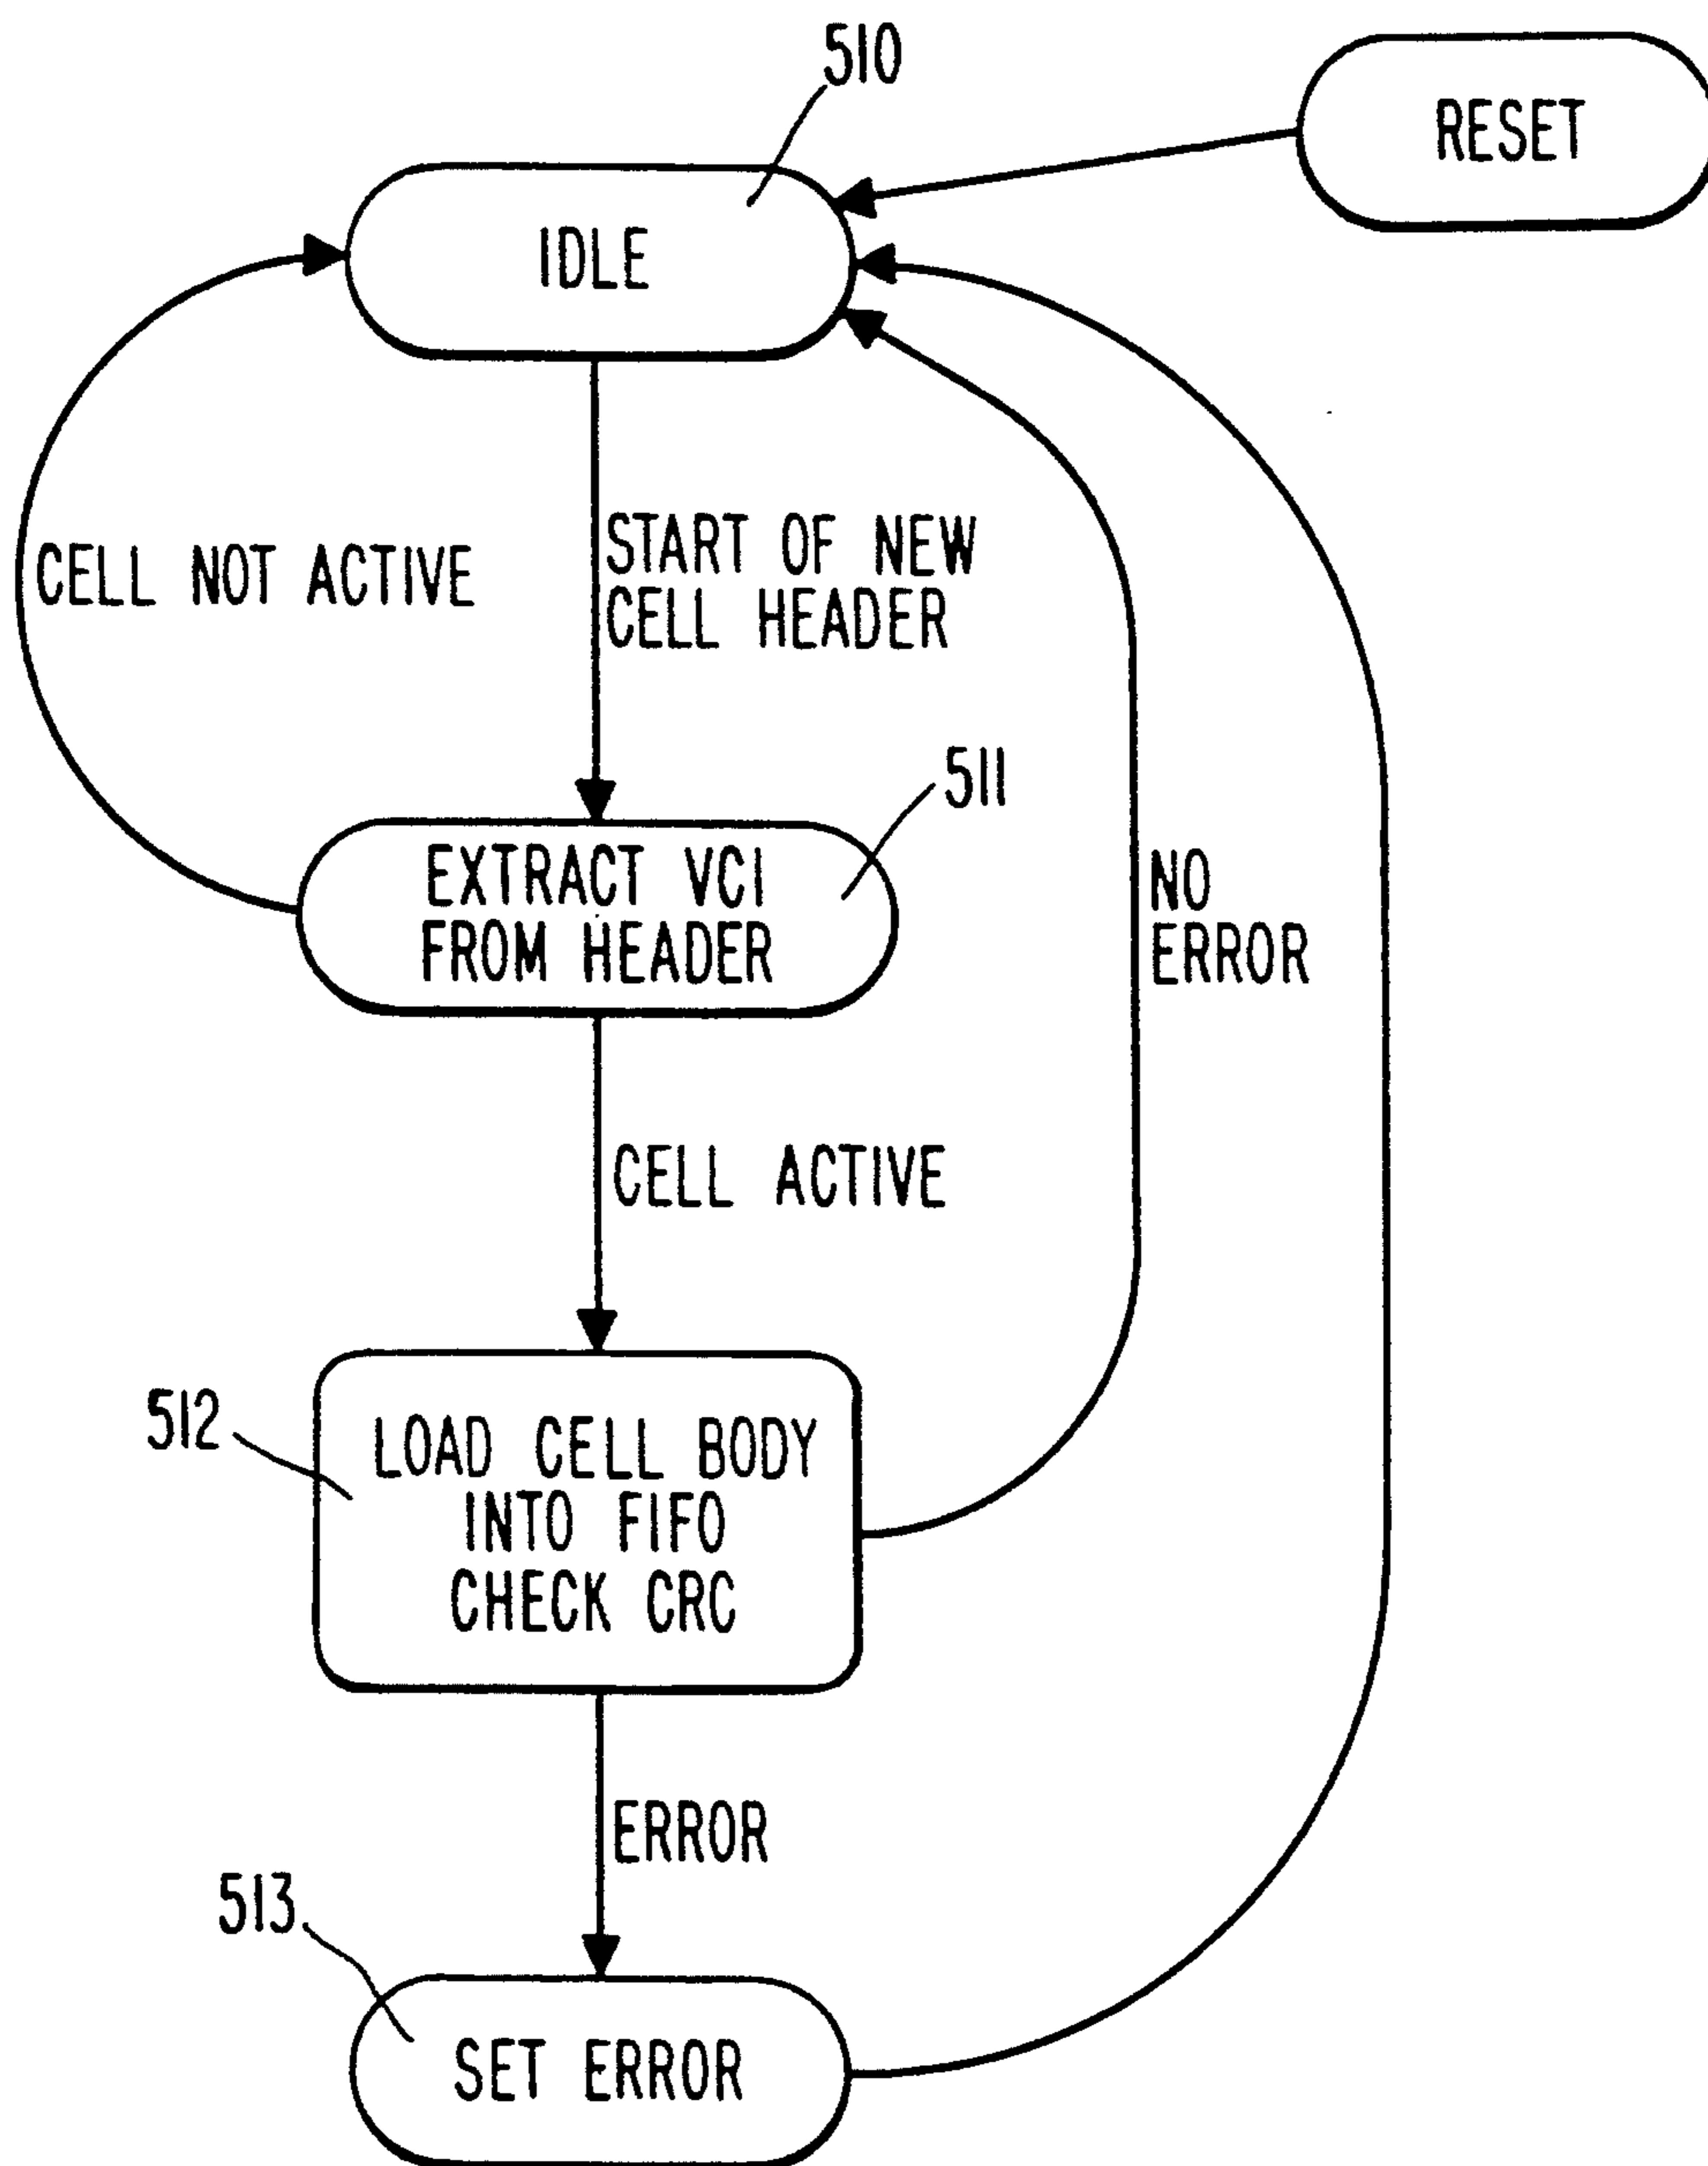 510
RESET
IDLE
CELL NOT ACTIVE
START OF NEW
CELL HEADER
511
EXTRACT VCI
FROM HEADER
NO
ERROR
CELL ACTIVE
512
LOAD CELL BODY
INTO FIFO
CHECK CRC
ERROR
513
SET ERROR